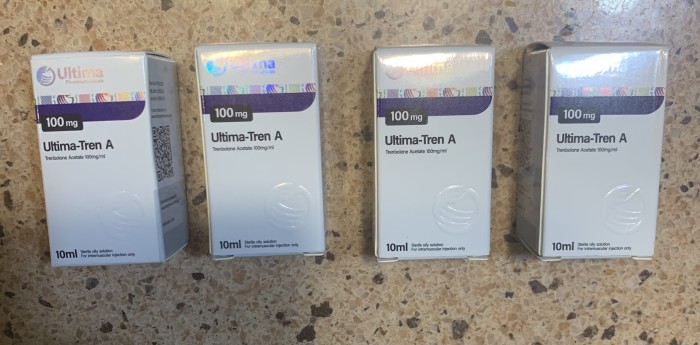 Ultima
100 mg
Ultima-Tren A
Trenbolone Acetate 100mg/ml
10ml
Sterile oily solution
For intramuscular injection only
Ultima
100 mg
Ultima-Tren A
Trenbolone Acetate 100mg/ml
10ml
Sterile oily solution
For intramuscular injection only
100 mg
Ultima-Tren A
Trenbolone Acetate 100mg/ml
10ml
Sterile oily solution
For intramuscular injection only
100 mg
Ultima-Tren A
Trenbolone Acetate 100mg/ml
10ml
Sterile oily solution
For intramuscular injection only